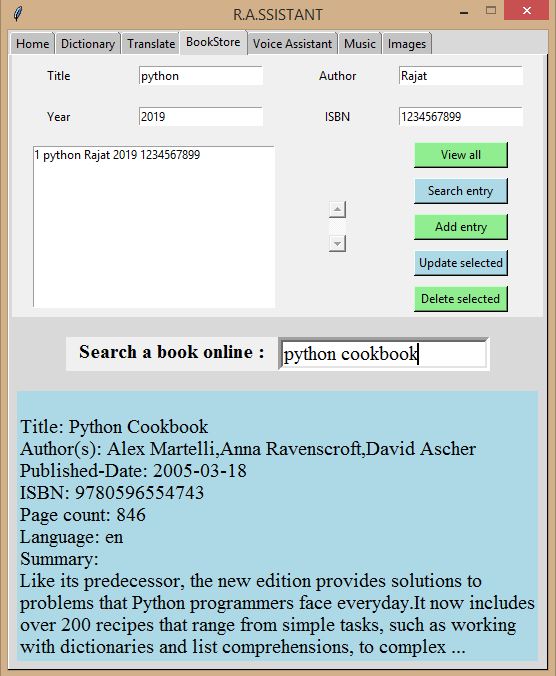 R.A.SSISTANT
Home Dictionary Translate BookStore Voice Assistant Music Images
Title python Author Rajat
Year 2019 ISBN 1234567899
1 python Rajat 2019 1234567899
View all
Search entry
Add entry
Update selected
Delete selected
Search a book online : python cookbook
Title: Python Cookbook
Author(s): Alex Martelli,Anna Ravenscroft,David Ascher
Published-Date: 2005-03-18
ISBN: 9780596554743
Page count: 846
Language: en
Summary:
Like its predecessor, the new edition provides solutions to
problems that Python programmers face everyday.It now includes
over 200 recipes that range from simple tasks, such as working
with dictionaries and list comprehensions, to complex ...